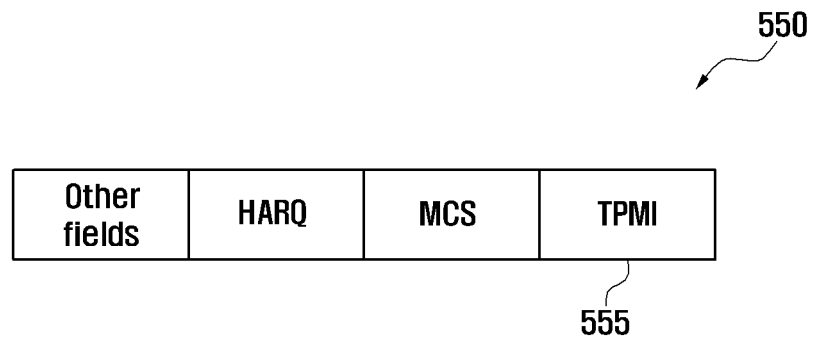 550
Other
fields
HARQ
MCS
TPMI
555